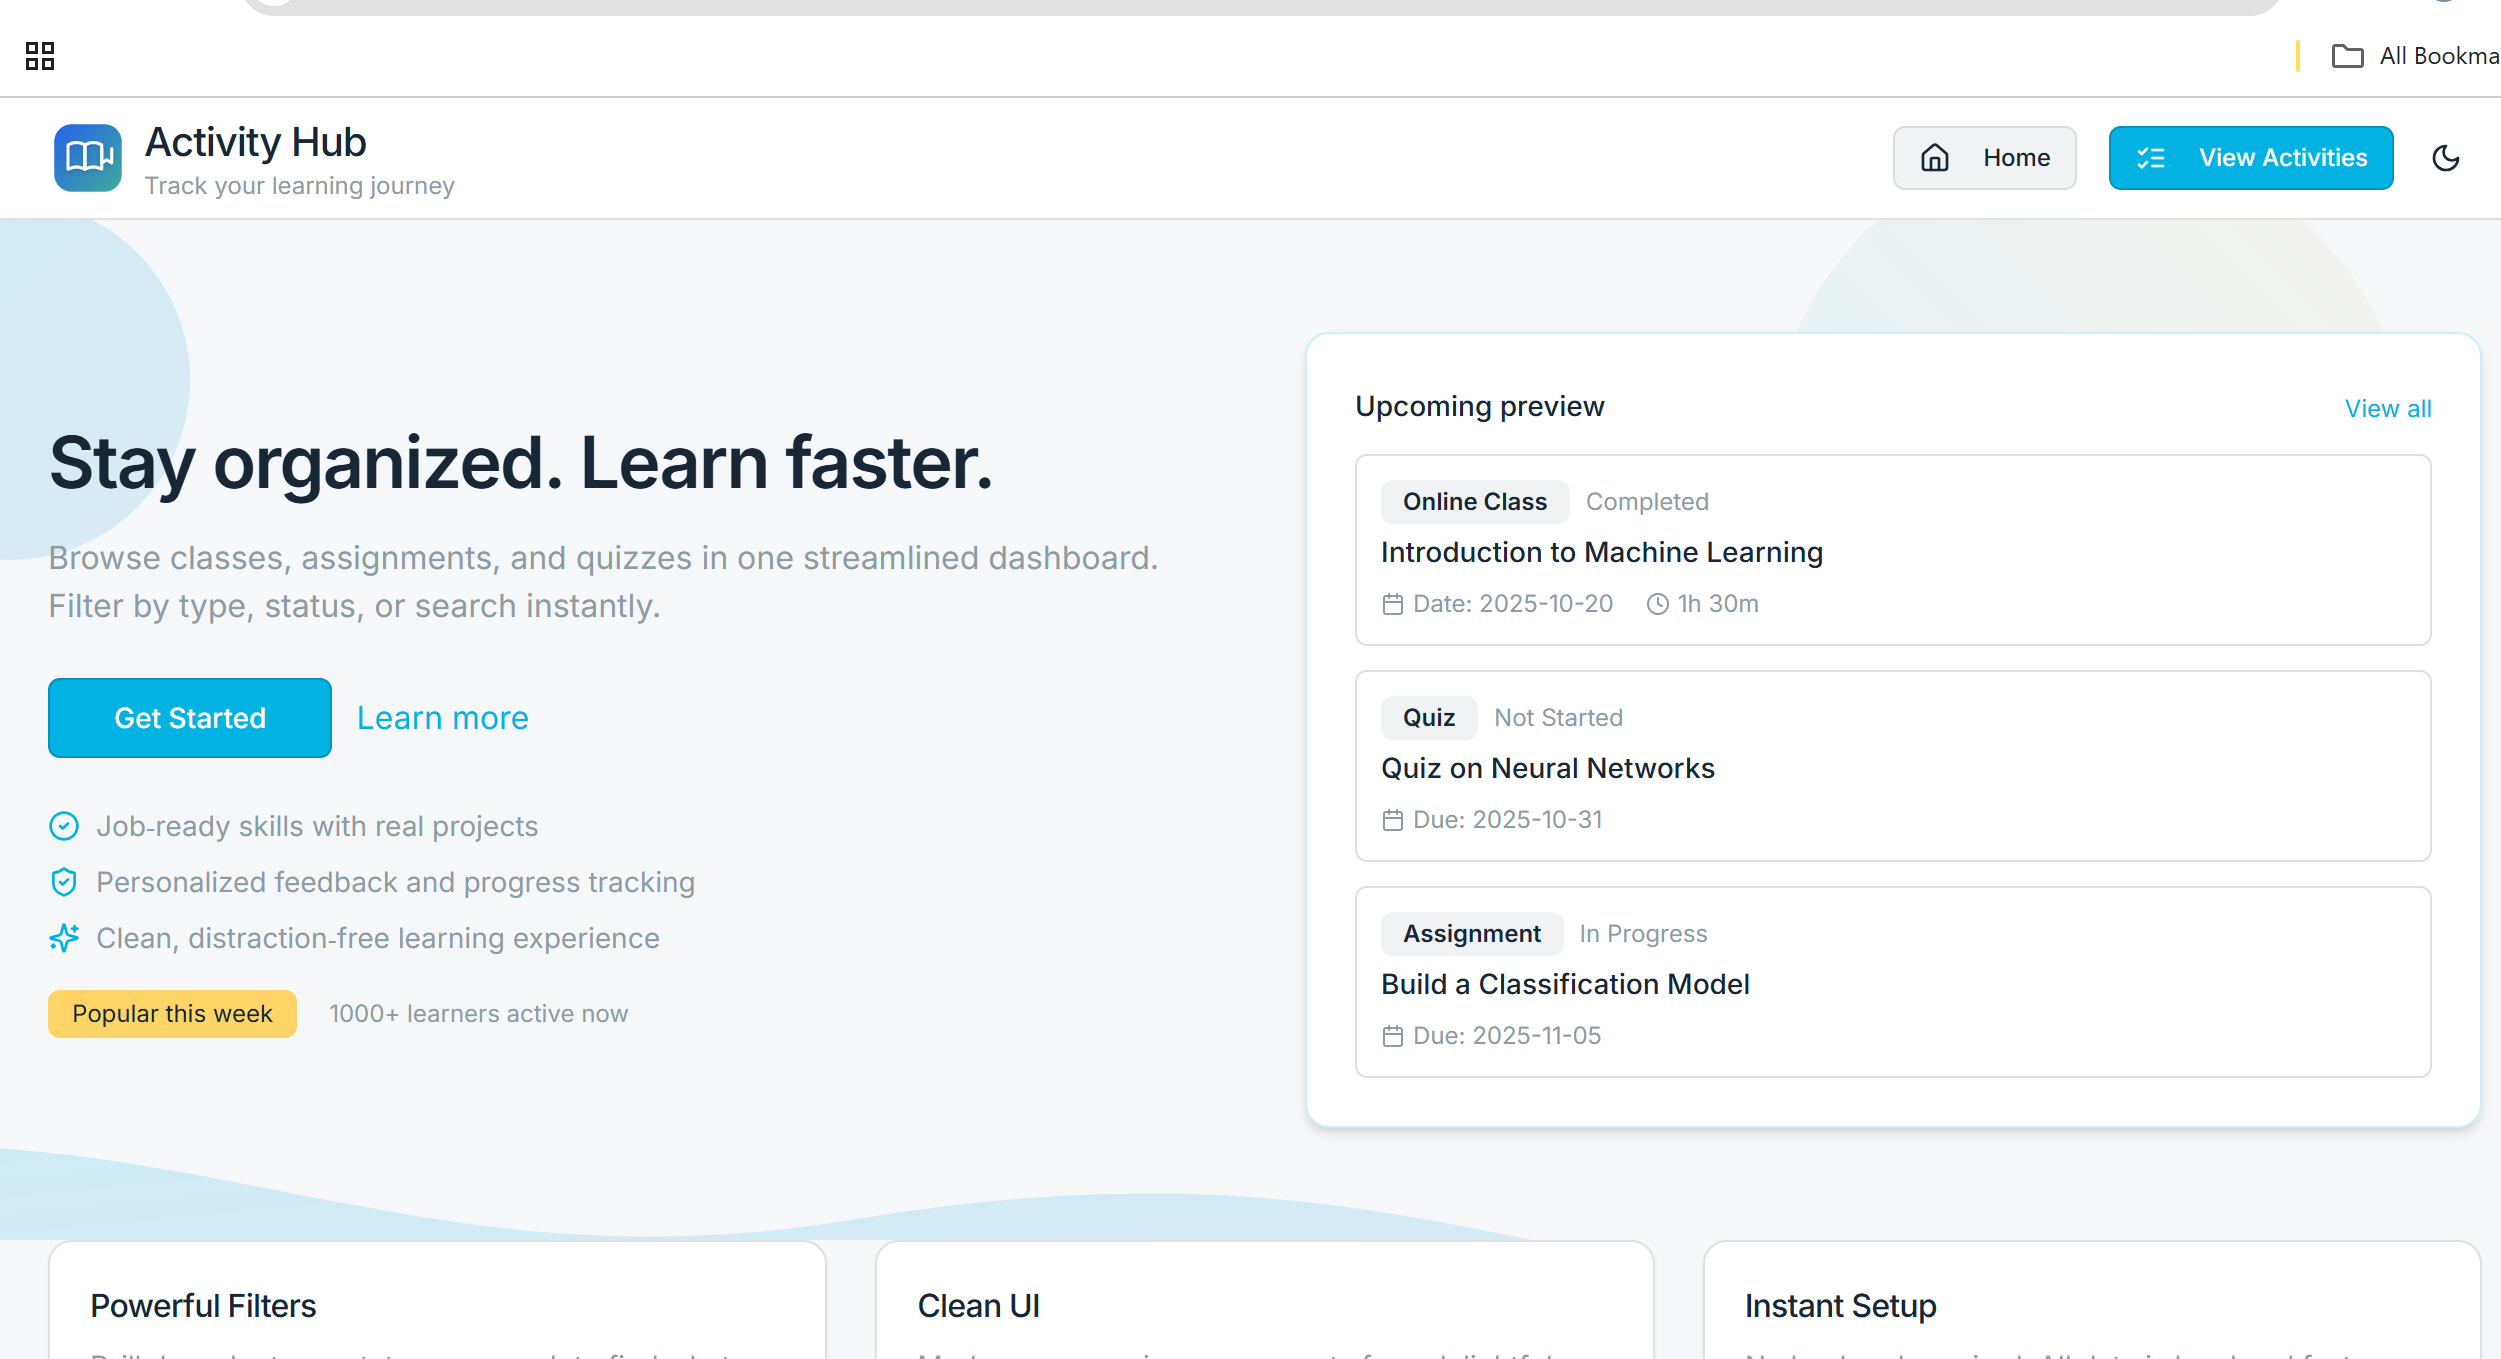 All Bookma
Activity Hub
Track your learning journey
Home
View Activities
Stay organized. Learn faster.
Browse classes, assignments, and quizzes in one streamlined dashboard.
Filter by type, status, or search instantly.
Get Started
Learn more
Job-ready skills with real projects
Personalized feedback and progress tracking
Clean, distraction-free learning experience
Popular this week
1000+ learners active now
Upcoming preview
View all
Online Class Completed
Introduction to Machine Learning
Date: 2025-10-20 1h 30m
Quiz Not Started
Quiz on Neural Networks
Due: 2025-10-31
Assignment In Progress
Build a Classification Model
Due: 2025-11-05
Powerful Filters
Clean UI
Instant Setup